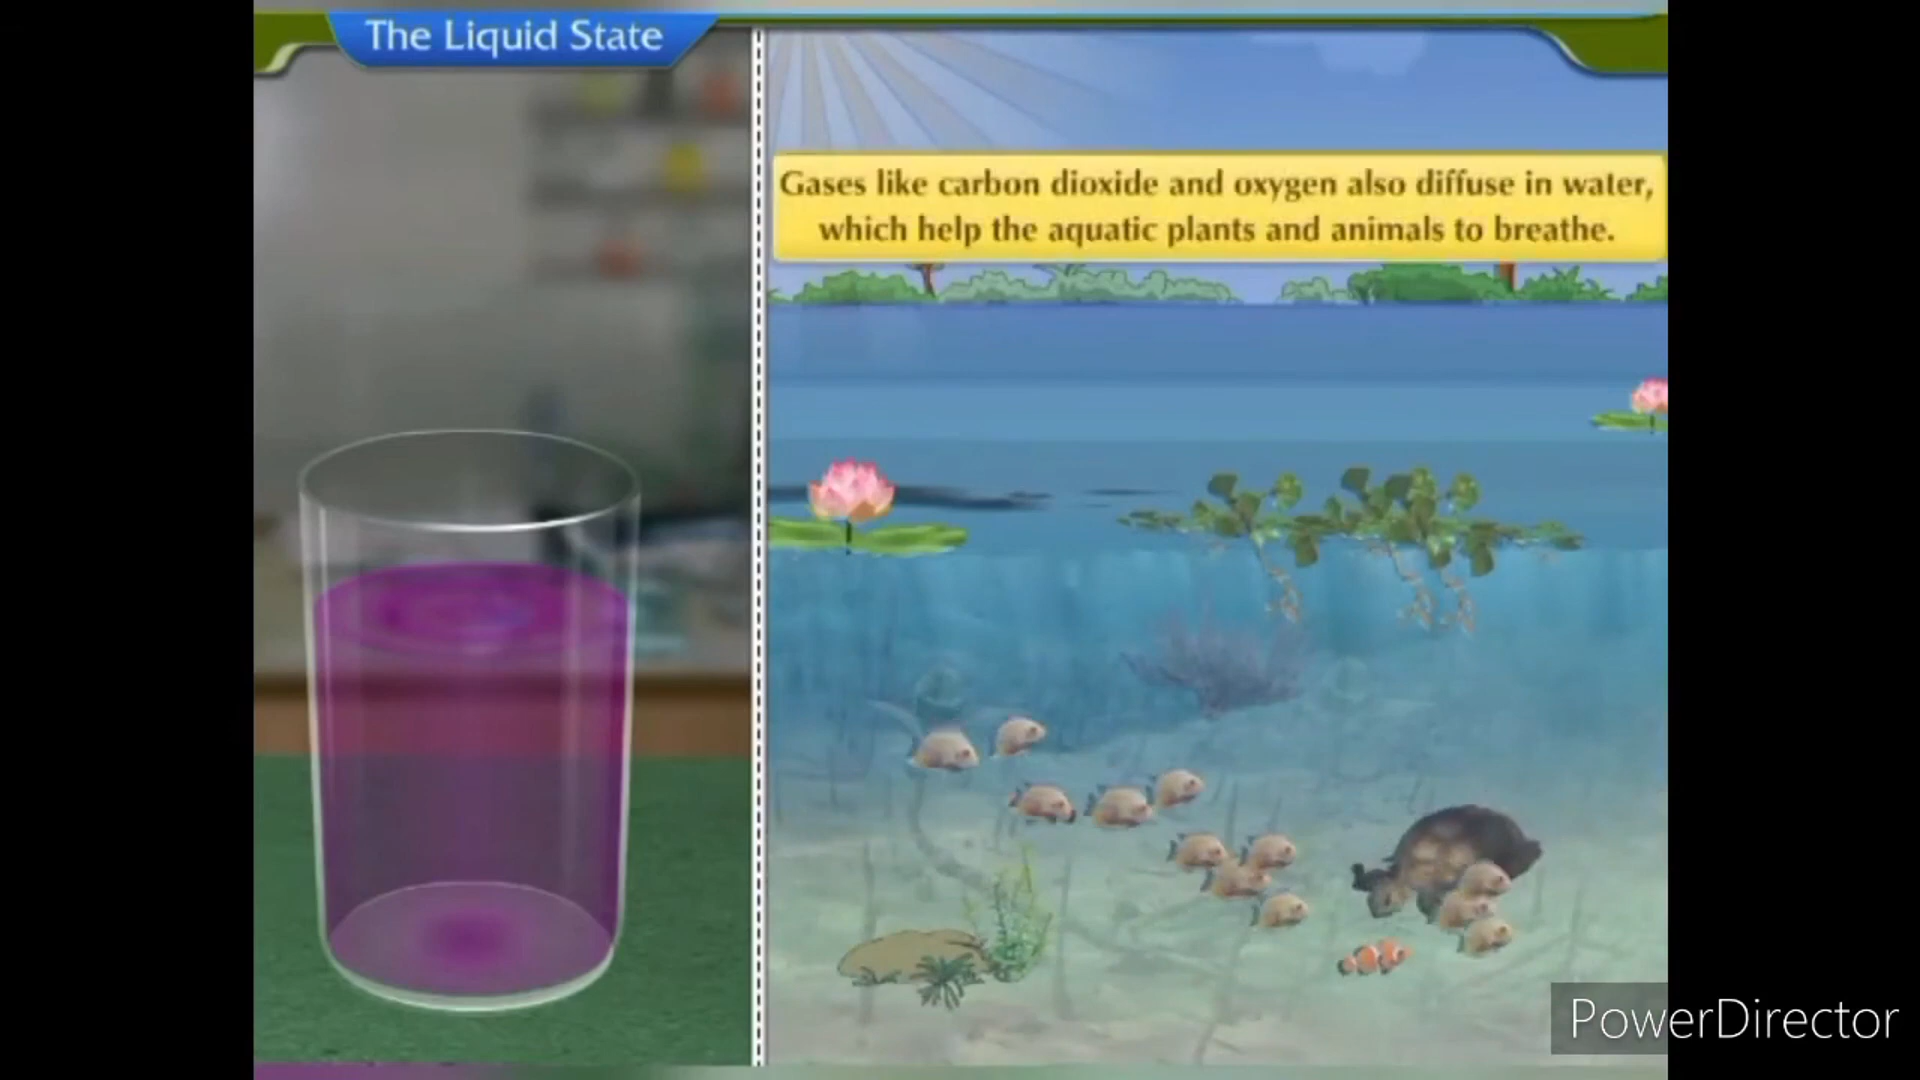 The Liquid State
Gases like carbon dioxide and oxygen also diffuse in water,
which help the aquatic plants and animals to breathe.
PowerDirector